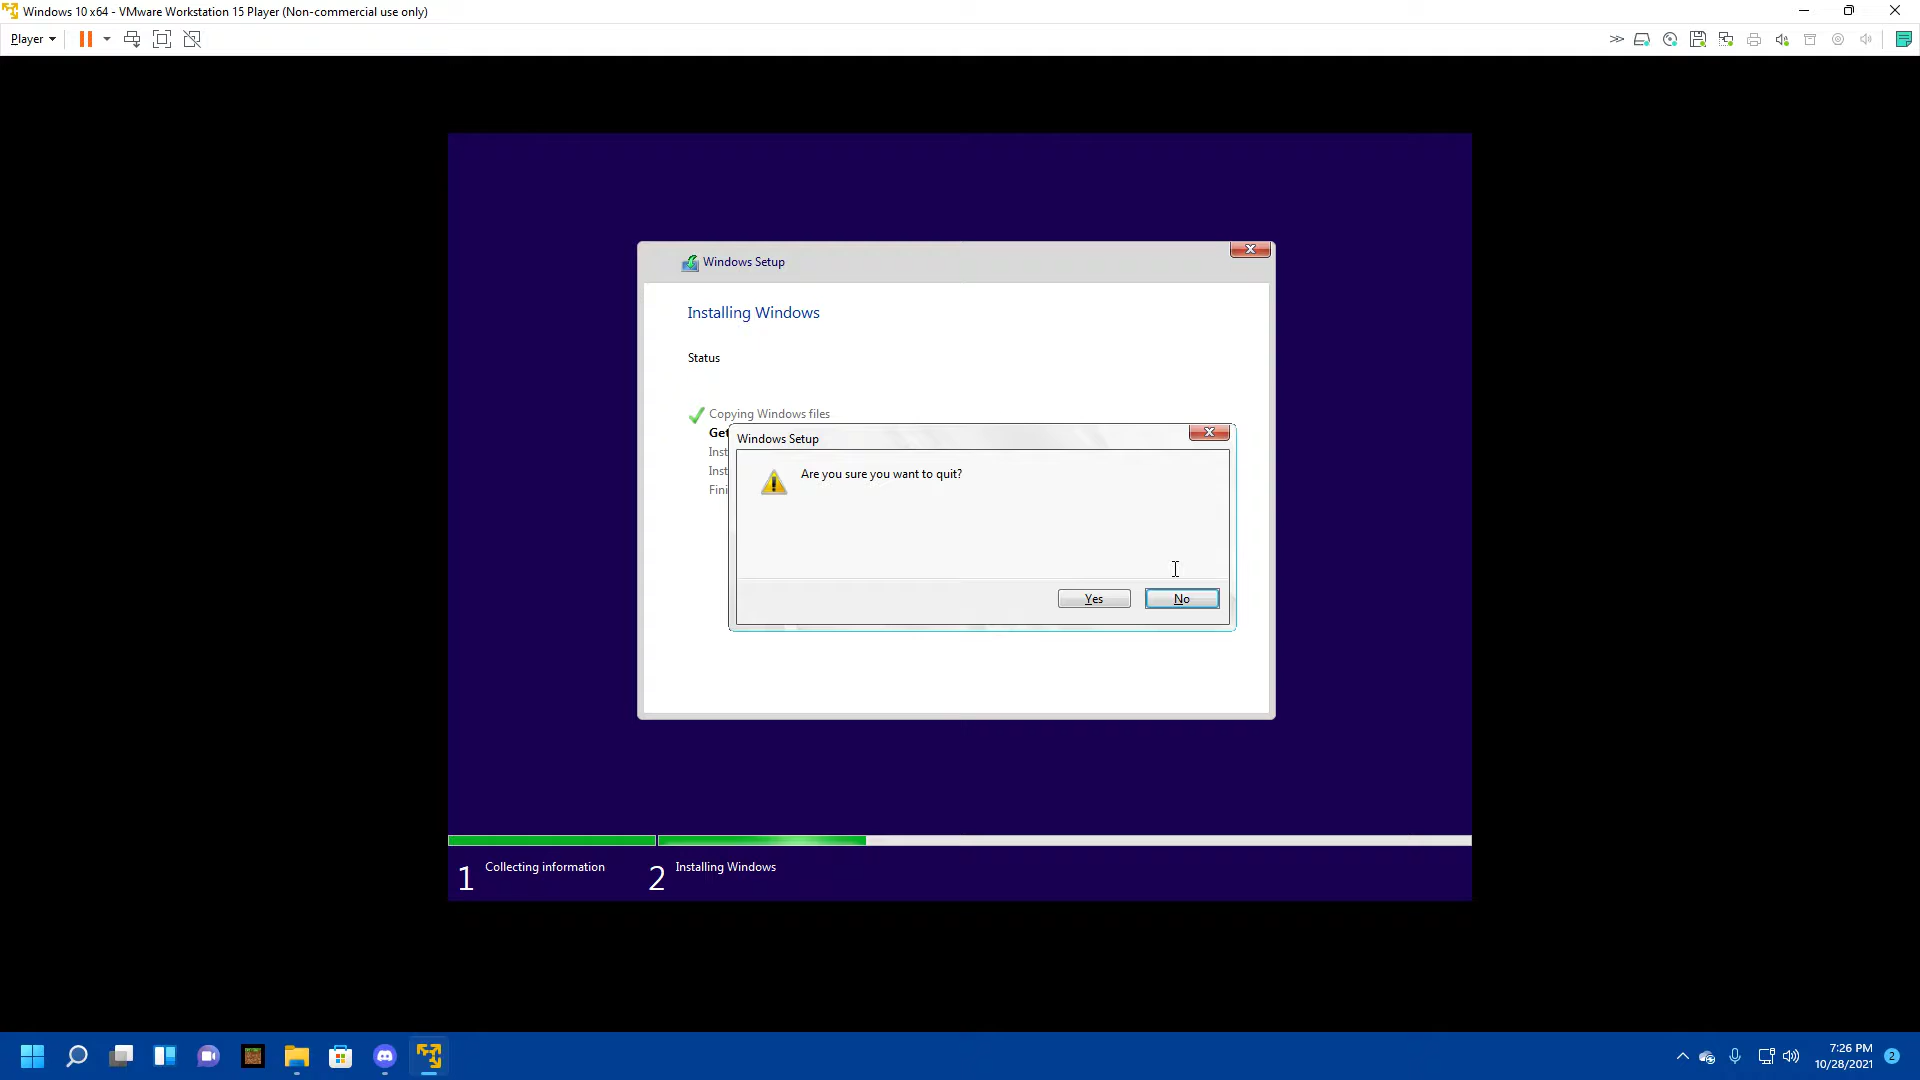 Windows 10 x64 - VMware Workstation 15 Player (Non-commercial use only)
Player
Windows Setup
Installing Windows
Status
Copying Windows files
Get
Inst
Inst
Fini
Windows Setup
Are you sure you want to quit?
Yes
No
1 Collecting information
2 Installing Windows
7:26 PM
10/28/2021
2